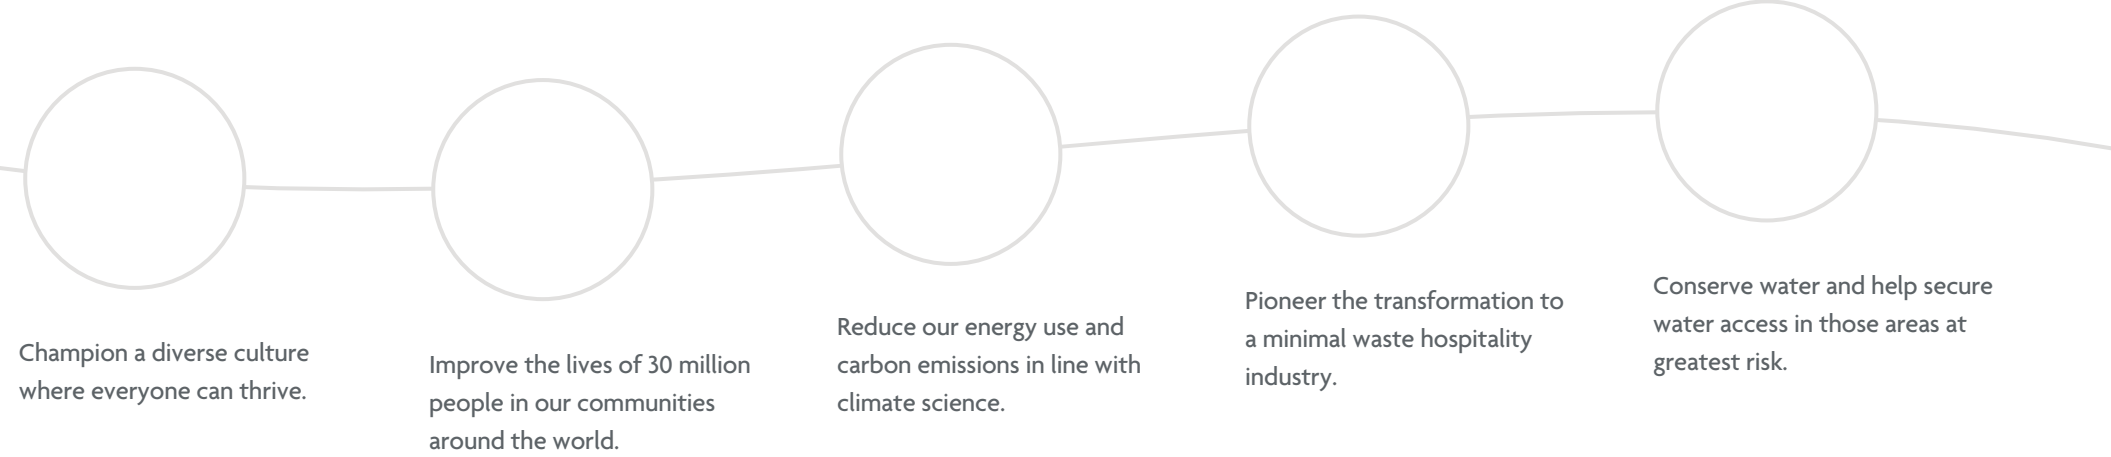 Champion a diverse culture
where everyone can thrive.
Improve the lives of 30 million
people in our communities
around the world.
Reduce our energy use and
carbon emissions in line with
climate science.
Pioneer the transformation to
a minimal waste hospitality
industry.
Conserve water and help secure
water access in those areas at
greatest risk.